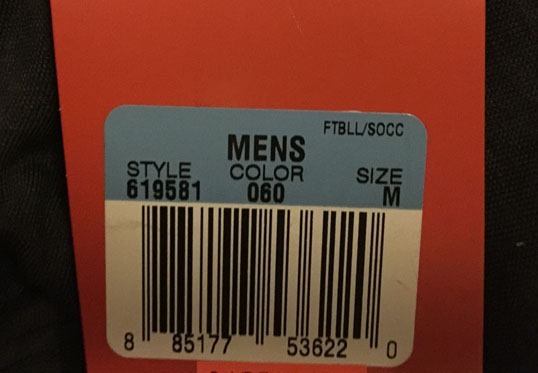 FTBLL/SOCC
MENS
STYLE COLOR SIZE
619581 060 M
8 85177 53622 0